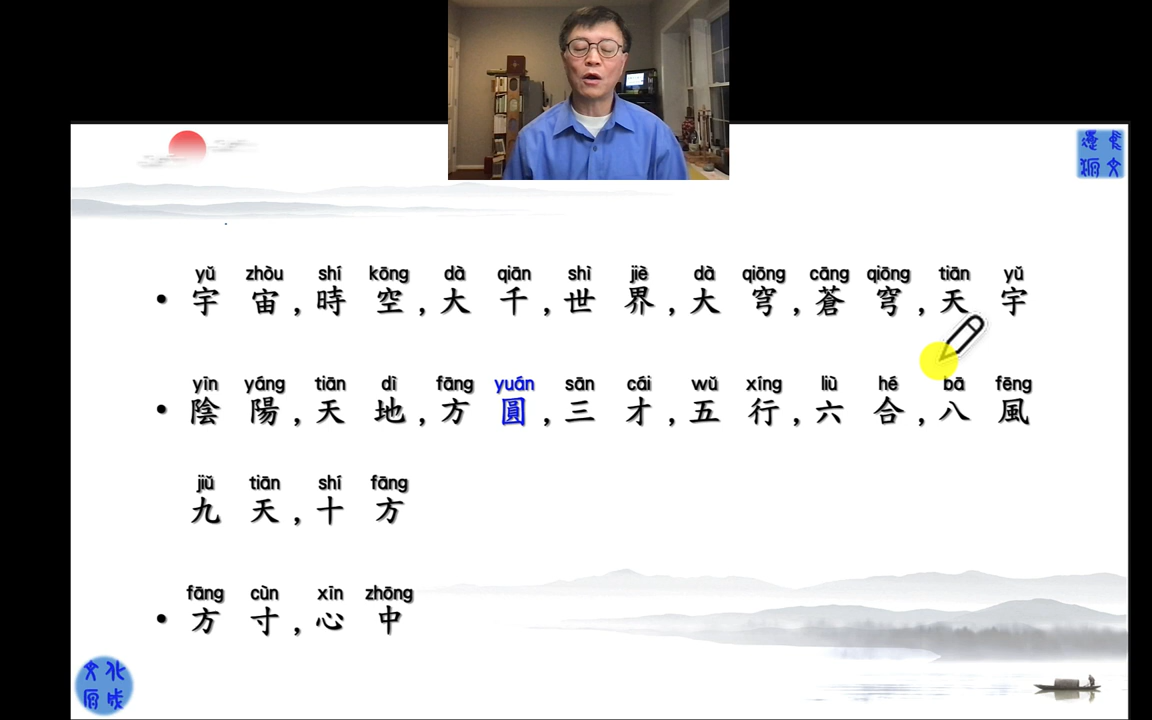 yǔ zhòu shí kōng dà qiān shì jiè dà qióng cāng qióng tiān yǔ
• 宇宙,時空,大千,世界,大穹,蒼穹,天宇
yīn yáng tiān dì fāng yuán sān cái wǔ xíng liù hé bā fēng
• 陰陽,天地,方圓,三才,五行,六合,八風
jiǔ tiān shí fāng
九天,十方
fāng cùn xīn zhōng
• 方寸,心中